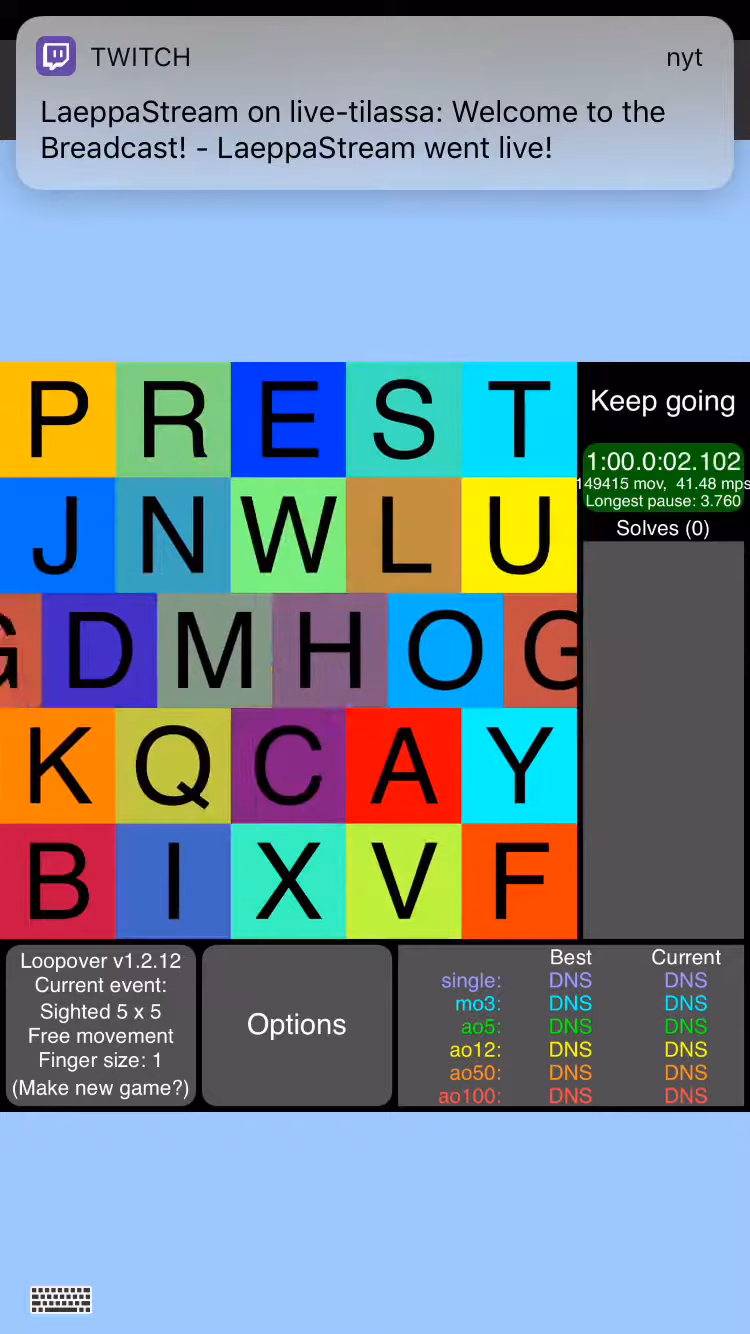 TWITCH nyt
LaeppaStream on live-tilassa: Welcome to the
Breadcast! - LaeppaStream went live!
P R E S T
J N W L U
G D M H O G
K Q C A Y
B I X V F
Keep going
1:00.0:02.102
149415 mov, 41.48 mps
Longest pause: 3.760
Solves (0)
Loopover v1.2.12
Current event:
Sighted 5 x 5
Free movement
Finger size: 1
(Make new game?)
Options
Best Current
single: DNS DNS
mo3: DNS DNS
ao5: DNS DNS
ao12: DNS DNS
ao50: DNS DNS
ao100: DNS DNS